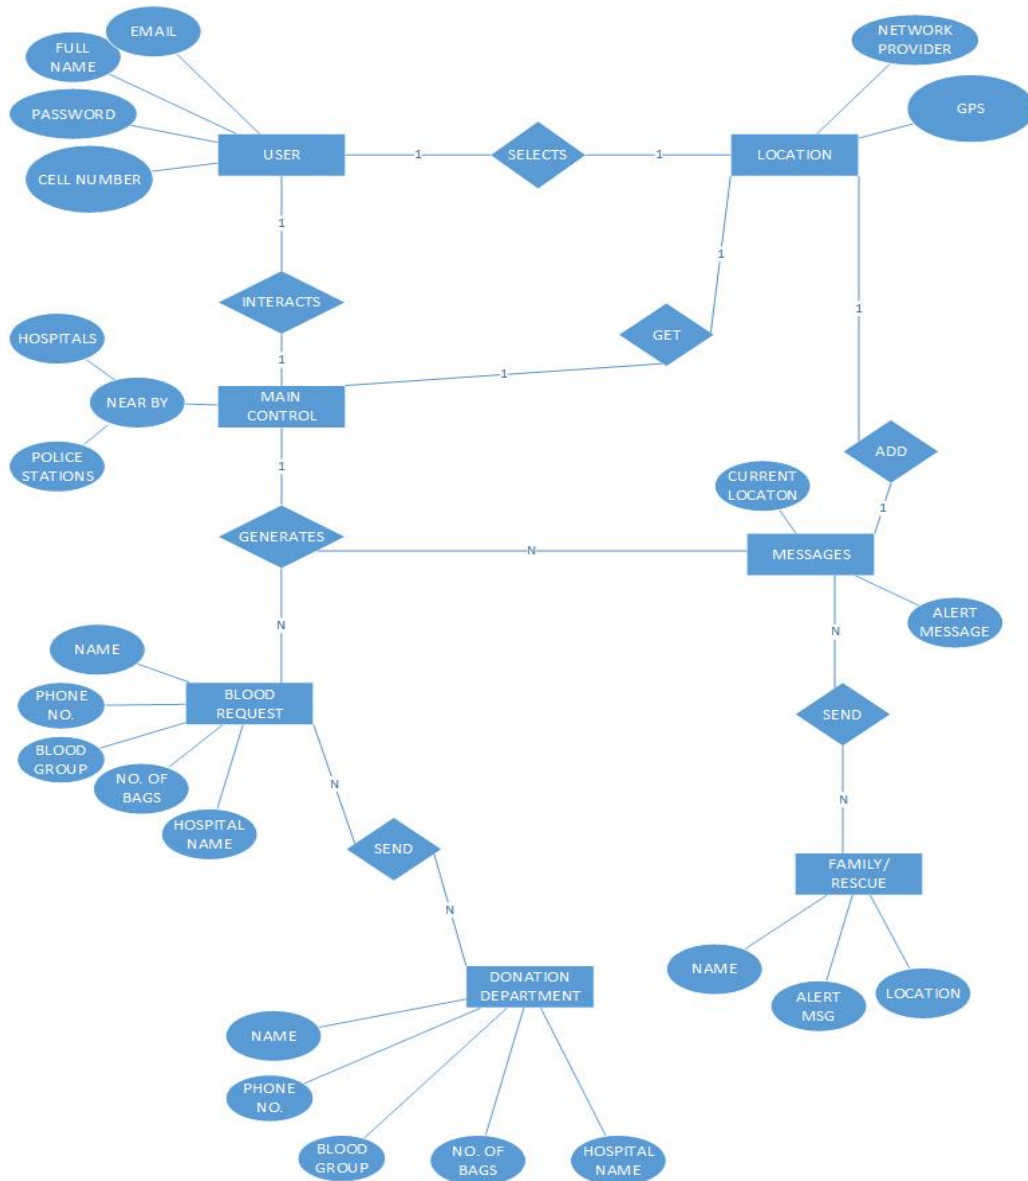 EMAIL
NETWORK
PROVIDER
FULL
NAME
GPS
PASSWORD
USER
1
SELECTS
1
LOCATION
CELL NUMBER
1
1
INTERACTS
1
GET
HOSPITALS
1
1
NEAR BY
MAIN
CONTROL
ADD
POLICE
STATIONS
1
CURRENT
LOCATON
1
GENERATES
N
MESSAGES
ALERT
MESSAGE
N
N
NAME
PHONE
NO.
BLOOD
REQUEST
SEND
BLOOD
GROUP
NO. OF
BAGS
N
N
HOSPITAL
NAME
SEND
FAMILY/
RESCUE
N
NAME
ALERT
MSG
LOCATION
DONATION
DEPARTMENT
NAME
PHONE
NO.
BLOOD
GROUP
NO. OF
BAGS
HOSPITAL
NAME